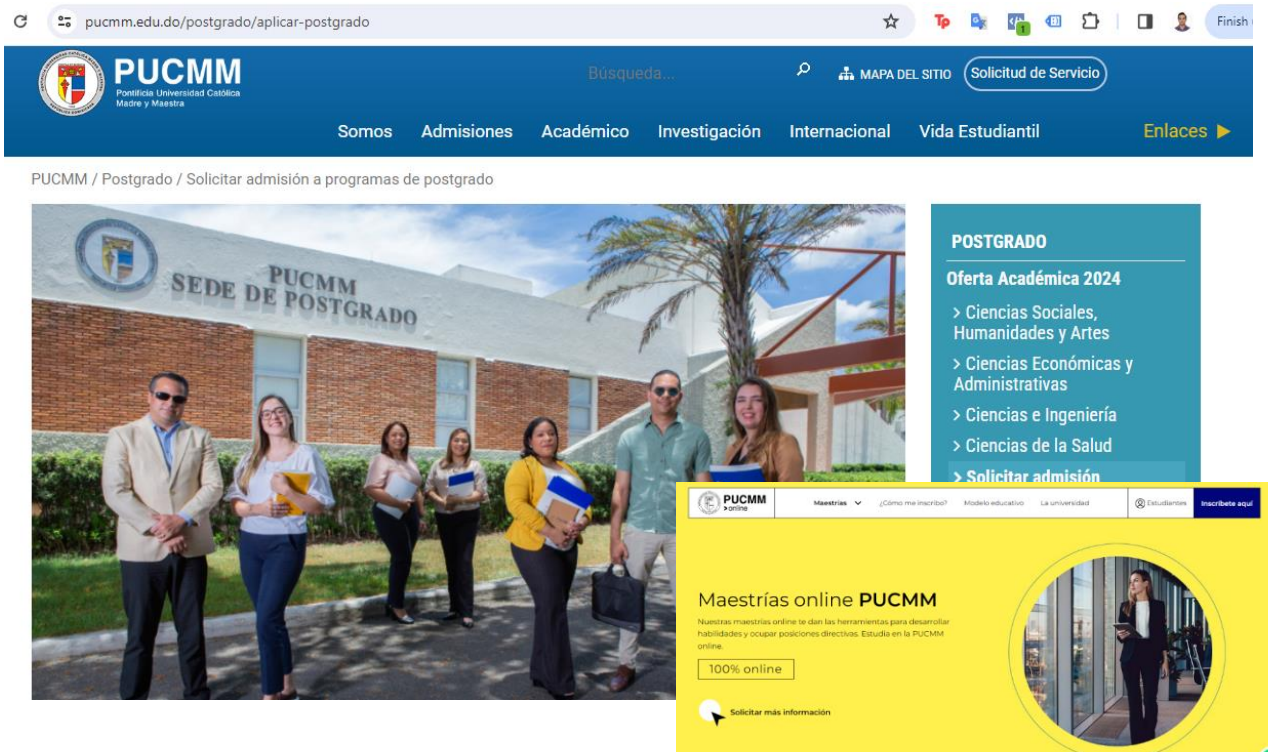 pucmm.edu.do/postgrado/aplicar-postgrado
Tp
1
Finish
PUCMM
Pontificia Universidad Católica
Madre y Maestra
Búsqueda...
MAPA DEL SITIO
Solicitud de Servicio
Somos Admisiones Académico Investigación Internacional Vida Estudiantil Enlaces
PUCMM / Postgrado / Solicitar admisión a programas de postgrado
PUCMM
SEDE DE POSTGRADO
POSTGRADO
Oferta Académica 2024
> Ciencias Sociales,
Humanidades y Artes
> Ciencias Económicas y
Administrativas
> Ciencias e Ingeniería
> Ciencias de la Salud
> Solicitar admisión
PUCMM
>online
Maestrías ¿Cómo me inscribo? Modelo educativo La universidad Estudiantes Inscríbete aquí
Maestrías online PUCMM
Nuestras maestrías online te dan las herramientas para desarrollar
habilidades y ocupar posiciones directivas. Estudia en la PUCMM
online.
100% online
Solicitar más información